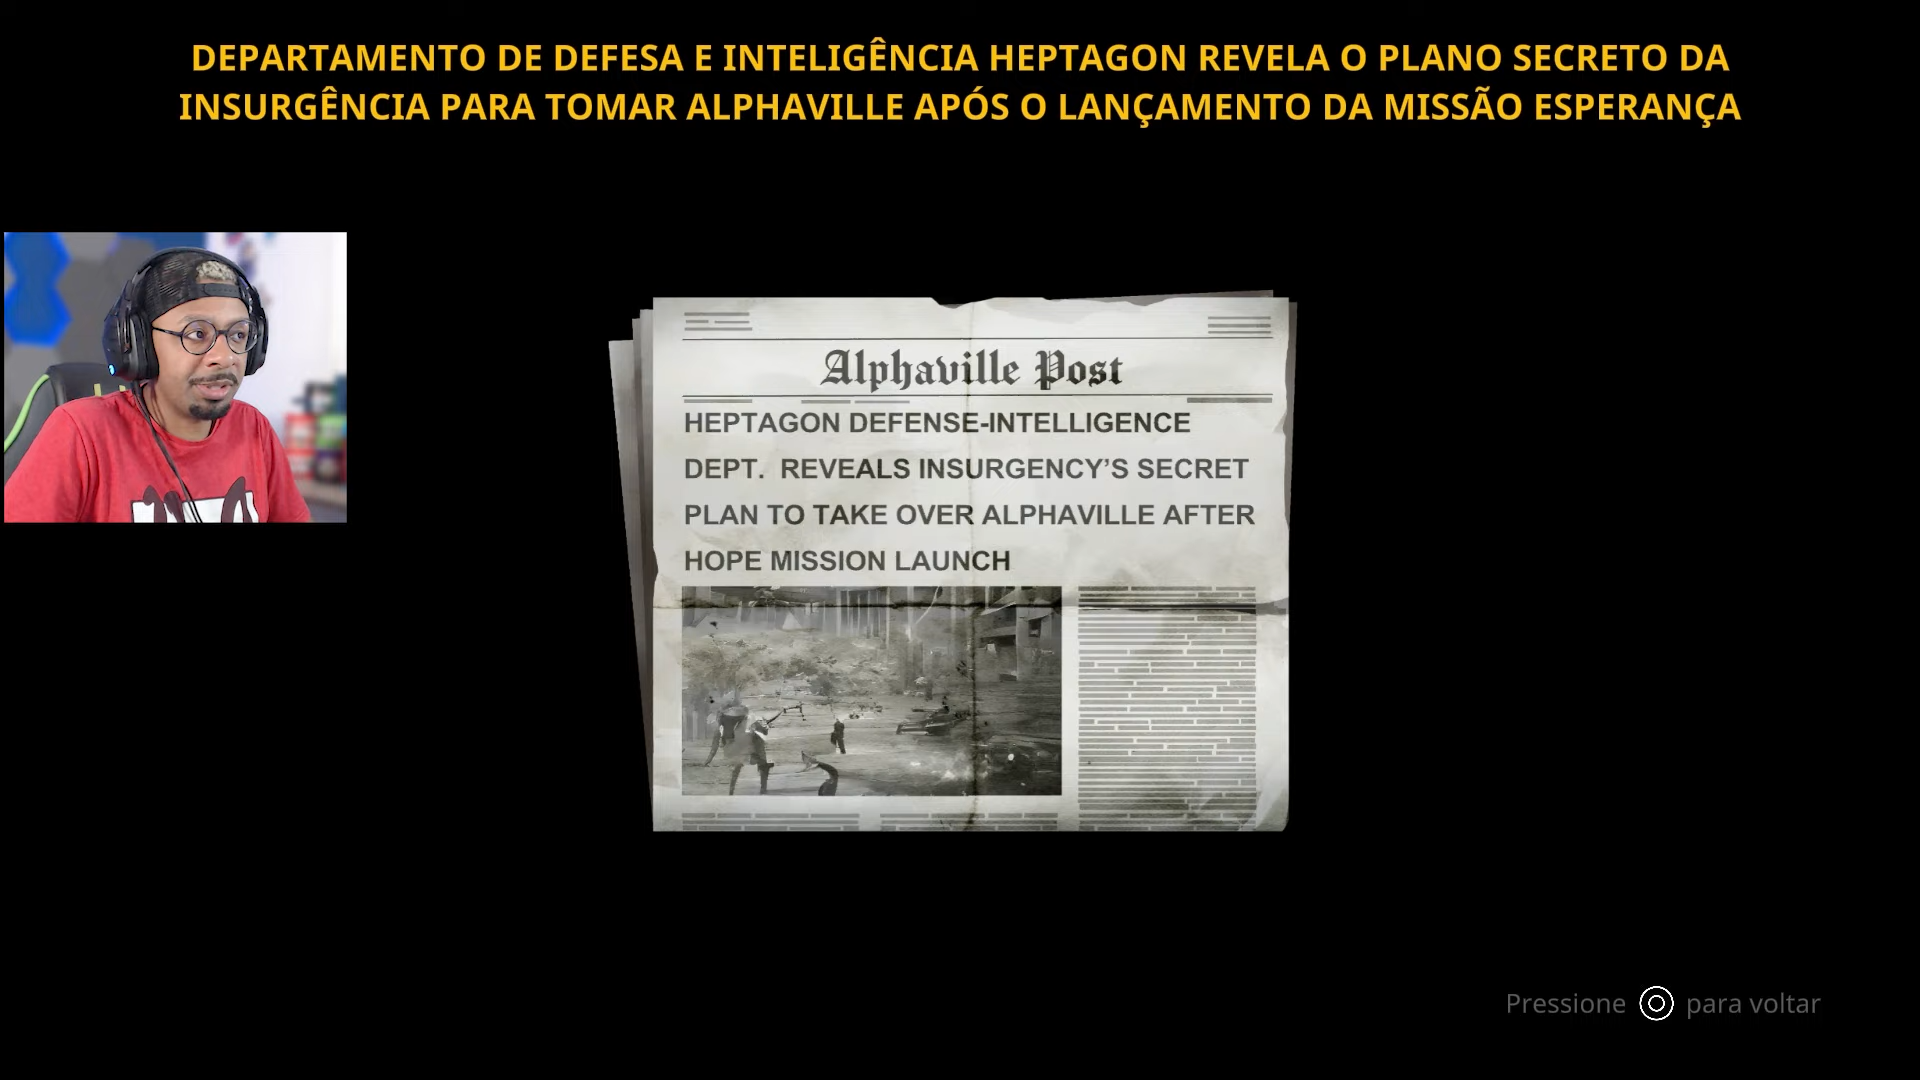 DEPARTAMENTO DE DEFESA E INTELIGÊNCIA HEPTAGON REVELA O PLANO SECRETO DA
INSURGÊNCIA PARA TOMAR ALPHAVILLE APÓS O LANÇAMENTO DA MISSÃO ESPERANÇA
Alphaville Post
HEPTAGON DEFENSE-INTELLIGENCE
DEPT. REVEALS INSURGENCY’S SECRET
PLAN TO TAKE OVER ALPHAVILLE AFTER
HOPE MISSION LAUNCH
Pressione para voltar